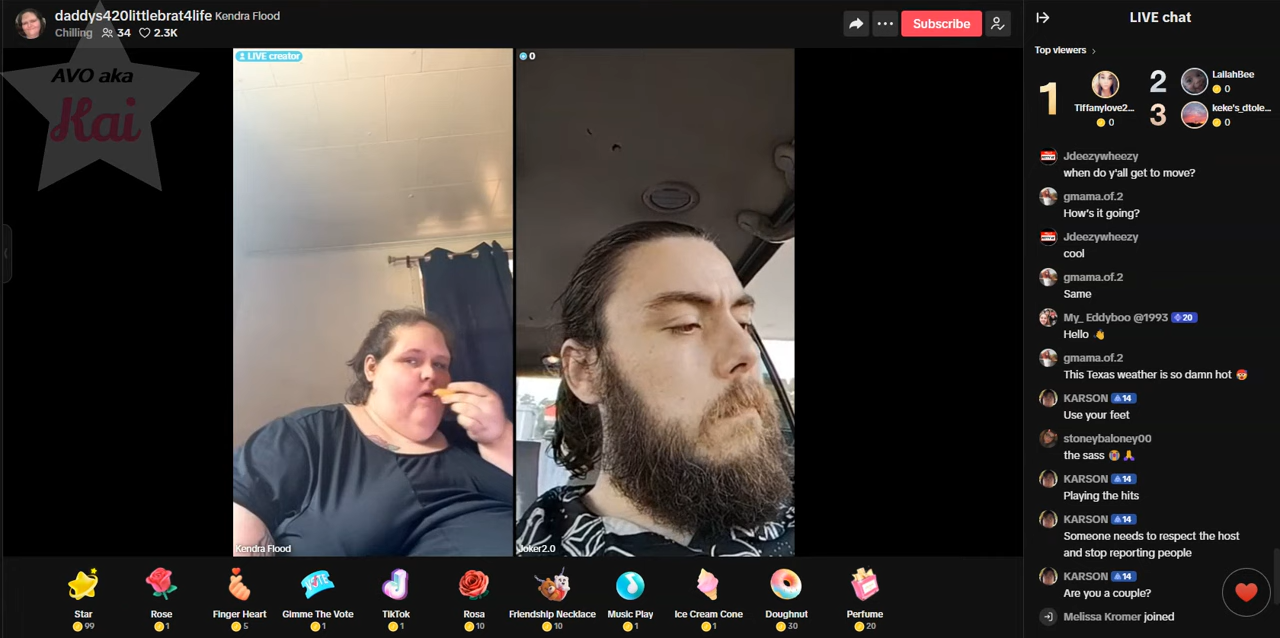 daddys420littlebrat4life Kendra Flood
Chilling 34 2.3K
Subscribe
AVO aka
Kai
LIVE creator
0
Kendra Flood
Joker2.0
Star
99
Rose
1
Finger Heart
5
VOTE
Gimme The Vote
1
TikTok
1
Rosa
10
Friendship Necklace
10
Music Play
1
Ice Cream Cone
1
Doughnut
30
Perfume
20
LIVE chat
Top viewers >
1
Tiffanylove2...
0
2
LallahBee
0
3
keke's_dtole...
0
Jdeezywheezy
when do y'all get to move?
gmama.of.2
How's it going?
Jdeezywheezy
cool
gmama.of.2
Same
My_ Eddyboo @1993 20
Hello 👋
gmama.of.2
This Texas weather is so damn hot 🥵
KARSON 14
Use your feet
stoneybaloney00
the sass
KARSON 14
Playing the hits
KARSON 14
Someone needs to respect the host
and stop reporting people
KARSON 14
Are you a couple?
Melissa Kromer joined